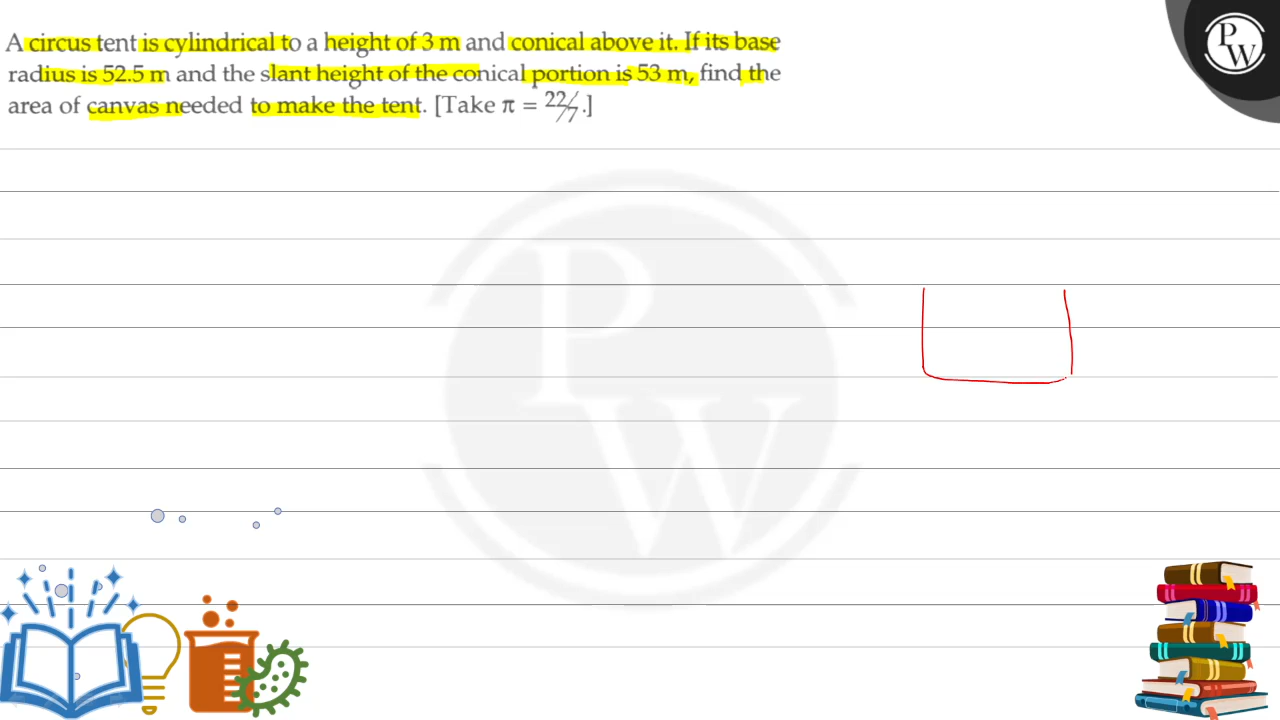 A circus tent is cylindrical to a height of 3 m and conical above it. If its base
radius is 52.5 m and the slant height of the conical portion is 53 m, find the
area of canvas needed to make the tent. [Take π = 22/7.]
P
W
P
W